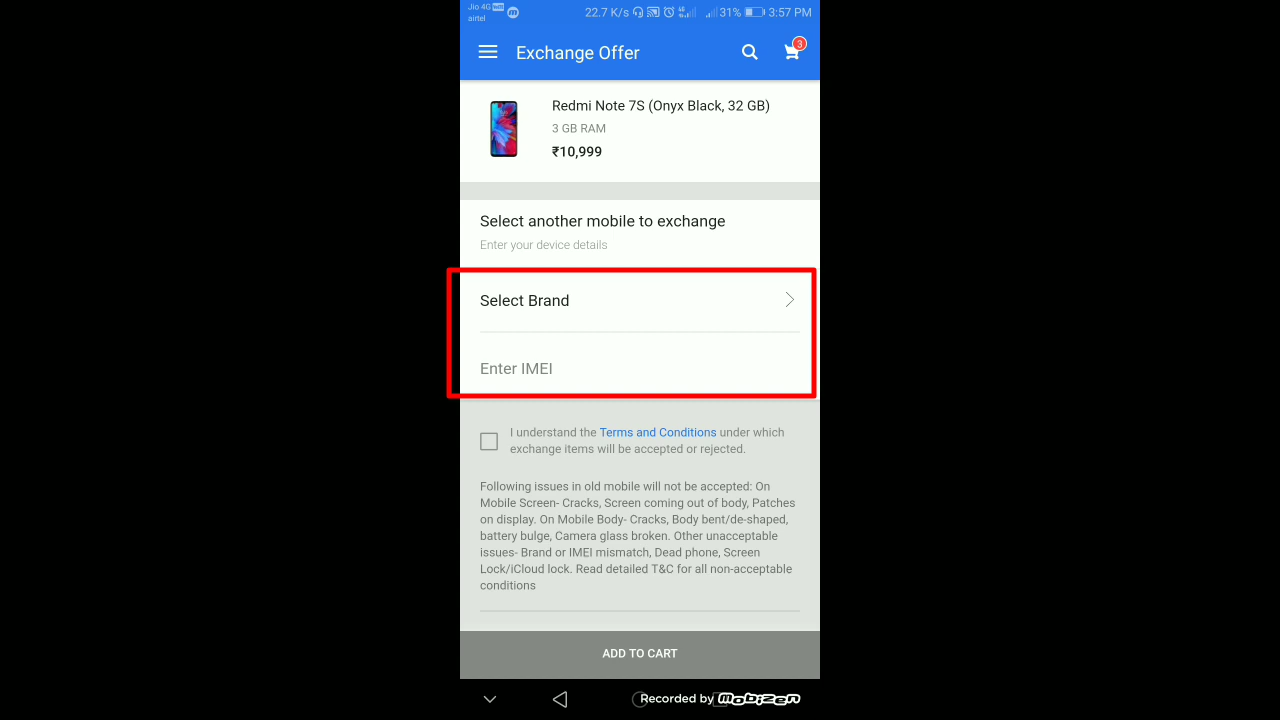 Jio 4G VoLTE
airtel
22.7 K/s 31% 3:57 PM
Exchange Offer
3
Redmi Note 7S (Onyx Black, 32 GB)
3 GB RAM
₹10,999
Select another mobile to exchange
Enter your device details
Select Brand
Enter IMEI
I understand the Terms and Conditions under which
exchange items will be accepted or rejected.
Following issues in old mobile will not be accepted: On
Mobile Screen- Cracks, Screen coming out of body, Patches
on display. On Mobile Body- Cracks, Body bent/de-shaped,
battery bulge, Camera glass broken. Other unacceptable
issues- Brand or IMEI mismatch, Dead phone, Screen
Lock/iCloud lock. Read detailed T&C for all non-acceptable
conditions
ADD TO CART
Recorded by Mobizen